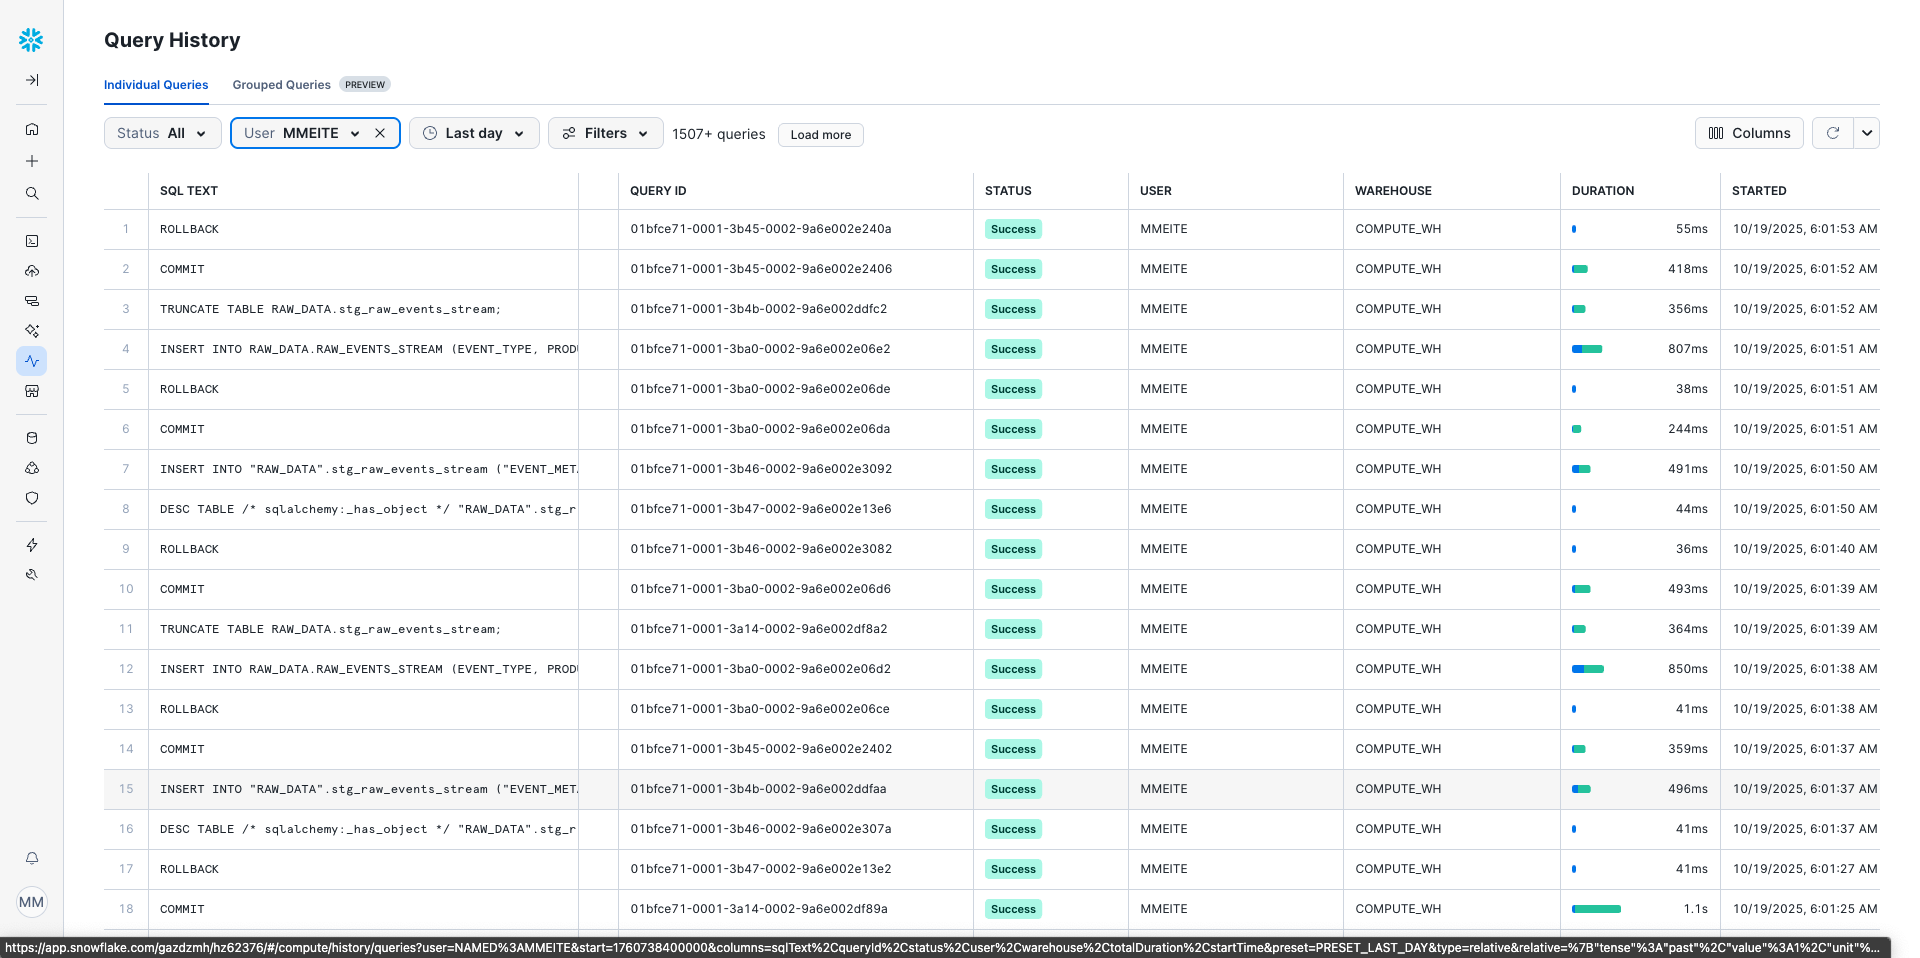 Query History
Individual Queries Grouped Queries PREVIEW
Status All User MMEITE Last day Filters 1507+ queries Load more Columns
SQL TEXT QUERY ID STATUS USER WAREHOUSE DURATION STARTED
1 ROLLBACK 01bfce71-0001-3b45-0002-9a6e002e240a Success MMEITE COMPUTE_WH 55ms 10/19/2025, 6:01:53 AM
2 COMMIT 01bfce71-0001-3b45-0002-9a6e002e2406 Success MMEITE COMPUTE_WH 418ms 10/19/2025, 6:01:52 AM
3 TRUNCATE TABLE RAW_DATA.stg_raw_events_stream; 01bfce71-0001-3b4b-0002-9a6e002ddfc2 Success MMEITE COMPUTE_WH 356ms 10/19/2025, 6:01:52 AM
4 INSERT INTO RAW_DATA.RAW_EVENTS_STREAM (EVENT_TYPE, PRODU 01bfce71-0001-3ba0-0002-9a6e002e06e2 Success MMEITE COMPUTE_WH 807ms 10/19/2025, 6:01:51 AM
5 ROLLBACK 01bfce71-0001-3ba0-0002-9a6e002e06de Success MMEITE COMPUTE_WH 38ms 10/19/2025, 6:01:51 AM
6 COMMIT 01bfce71-0001-3ba0-0002-9a6e002e06da Success MMEITE COMPUTE_WH 244ms 10/19/2025, 6:01:51 AM
7 INSERT INTO "RAW_DATA".stg_raw_events_stream ("EVENT_META 01bfce71-0001-3b46-0002-9a6e002e3092 Success MMEITE COMPUTE_WH 491ms 10/19/2025, 6:01:50 AM
8 DESC TABLE /* sqlalchemy:_has_object */ "RAW_DATA".stg_r 01bfce71-0001-3b47-0002-9a6e002e13e6 Success MMEITE COMPUTE_WH 44ms 10/19/2025, 6:01:50 AM
9 ROLLBACK 01bfce71-0001-3b46-0002-9a6e002e3082 Success MMEITE COMPUTE_WH 36ms 10/19/2025, 6:01:40 AM
10 COMMIT 01bfce71-0001-3ba0-0002-9a6e002e06d6 Success MMEITE COMPUTE_WH 493ms 10/19/2025, 6:01:39 AM
11 TRUNCATE TABLE RAW_DATA.stg_raw_events_stream; 01bfce71-0001-3a14-0002-9a6e002df8a2 Success MMEITE COMPUTE_WH 364ms 10/19/2025, 6:01:39 AM
12 INSERT INTO RAW_DATA.RAW_EVENTS_STREAM (EVENT_TYPE, PRODU 01bfce71-0001-3ba0-0002-9a6e002e06d2 Success MMEITE COMPUTE_WH 850ms 10/19/2025, 6:01:38 AM
13 ROLLBACK 01bfce71-0001-3ba0-0002-9a6e002e06ce Success MMEITE COMPUTE_WH 41ms 10/19/2025, 6:01:38 AM
14 COMMIT 01bfce71-0001-3b45-0002-9a6e002e2402 Success MMEITE COMPUTE_WH 359ms 10/19/2025, 6:01:37 AM
15 INSERT INTO "RAW_DATA".stg_raw_events_stream ("EVENT_META 01bfce71-0001-3b4b-0002-9a6e002ddfaa Success MMEITE COMPUTE_WH 496ms 10/19/2025, 6:01:37 AM
16 DESC TABLE /* sqlalchemy:_has_object */ "RAW_DATA".stg_r 01bfce71-0001-3b46-0002-9a6e002e307a Success MMEITE COMPUTE_WH 41ms 10/19/2025, 6:01:37 AM
17 ROLLBACK 01bfce71-0001-3b47-0002-9a6e002e13e2 Success MMEITE COMPUTE_WH 41ms 10/19/2025, 6:01:27 AM
18 COMMIT 01bfce71-0001-3a14-0002-9a6e002df89a Success MMEITE COMPUTE_WH 1.1s 10/19/2025, 6:01:25 AM
MM
https://app.snowflake.com/gazdzmh/hz62376/#/compute/history/queries?user=NAMED%3AMMEITE&start=1760738400000&columns=sqlText%2CqueryId%2Cstatus%2Cuser%2Cwarehouse%2CtotalDuration%2CstartTime&preset=PRESET_LAST_DAY&type=relative&relative=%7B"tense"%3A"past"%2C"value"%3A1%2C"unit"%...